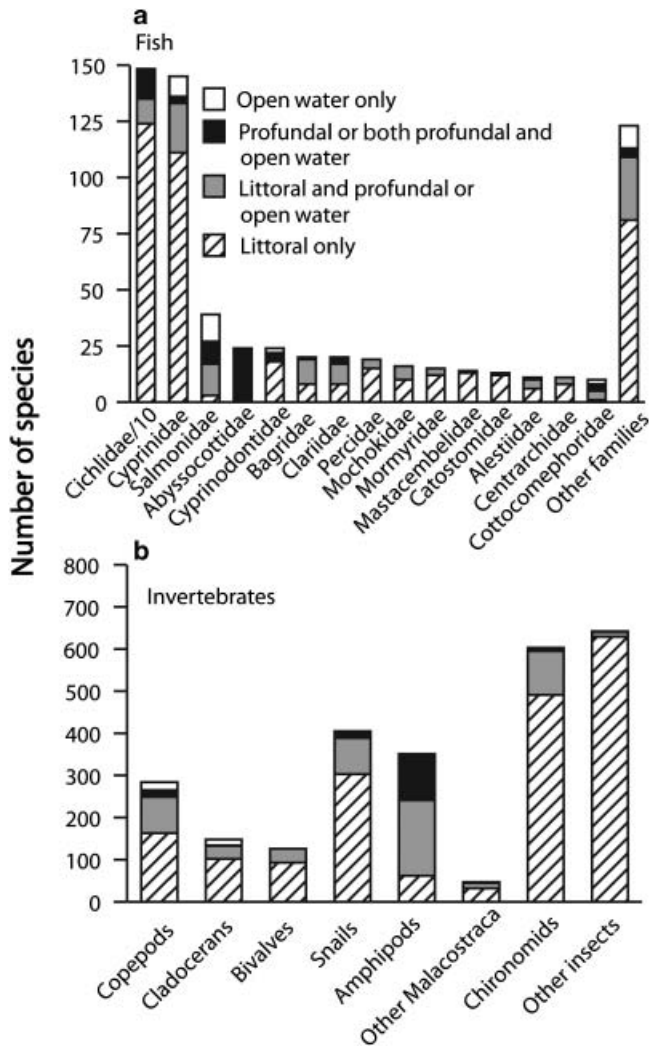 a
Fish
150
125
100
75
50
25
0
Open water only
Profundal or both profundal and
open water
Littoral and profundal or
open water
Littoral only
Cichlidae/10
Cyprinidae
Salmonidae
Abyssocottidae
Cyprinodontidae
Bagridae
Clariidae
Percidae
Mochokidae
Mormyridae
Mastacembelidae
Catostomidae
Alestiidae
Centrarchidae
Cottocomephoridae
Other families
Number of species
b
Invertebrates
800
700
600
500
400
300
200
100
0
Copepods
Cladocerans
Bivalves
Snails
Amphipods
Other Malacostraca
Chironomids
Other insects